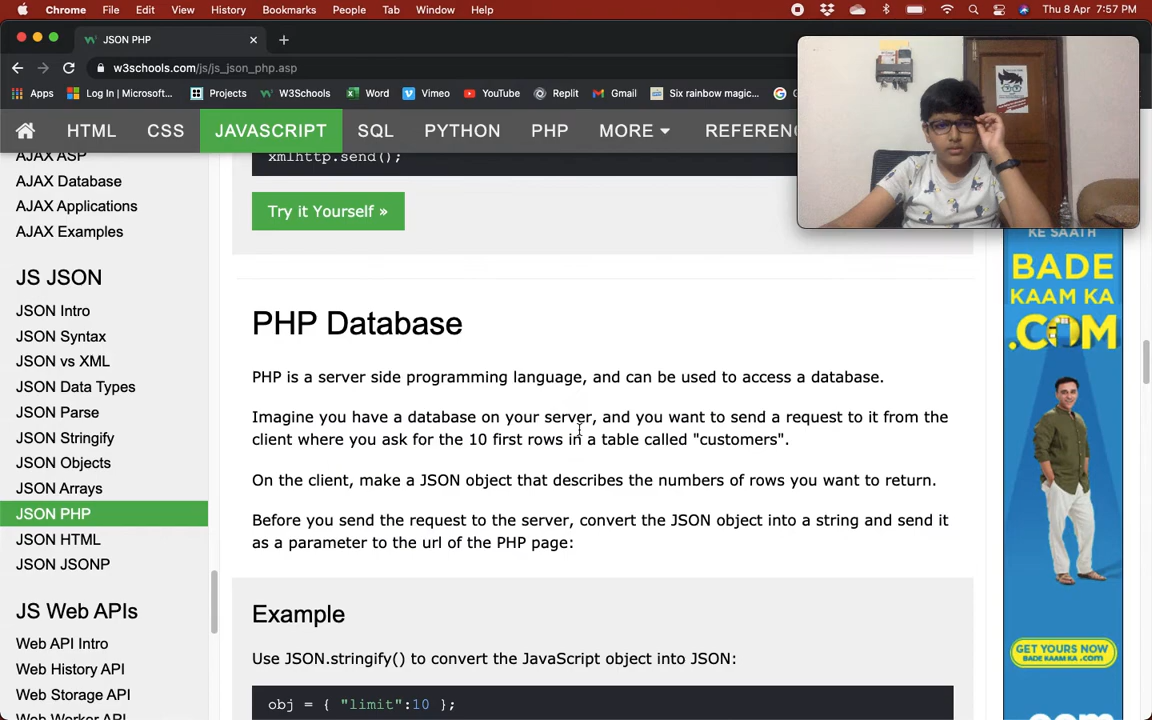 Chrome File Edit View History Bookmarks People Tab Window Help Thu 8 Apr 7:57 PM
JSON PHP
w3schools.com/js/js_json_php.asp
Apps Log In | Microsoft... Projects W3Schools Word Vimeo YouTube Replit Gmail Six rainbow magic...
HTML CSS JAVASCRIPT SQL PYTHON PHP MORE REFERENC
AJAX ASP
AJAX Database
AJAX Applications
AJAX Examples
JS JSON
JSON Intro
JSON Syntax
JSON vs XML
JSON Data Types
JSON Parse
JSON Stringify
JSON Objects
JSON Arrays
JSON PHP
JSON HTML
JSON JSONP
JS Web APIs
Web API Intro
Web History API
Web Storage API
Web Worker API
xmlhttp.send();
Try it Yourself »
PHP Database
PHP is a server side programming language, and can be used to access a database.
Imagine you have a database on your server, and you want to send a request to it from the
client where you ask for the 10 first rows in a table called "customers".
On the client, make a JSON object that describes the numbers of rows you want to return.
Before you send the request to the server, convert the JSON object into a string and send it
as a parameter to the url of the PHP page:
Example
Use JSON.stringify() to convert the JavaScript object into JSON:
obj = { "limit":10 };
KE SAATH
BADE
KAAM KA
.COM
GET YOURS NOW
BADE KAAM KA .com
.com